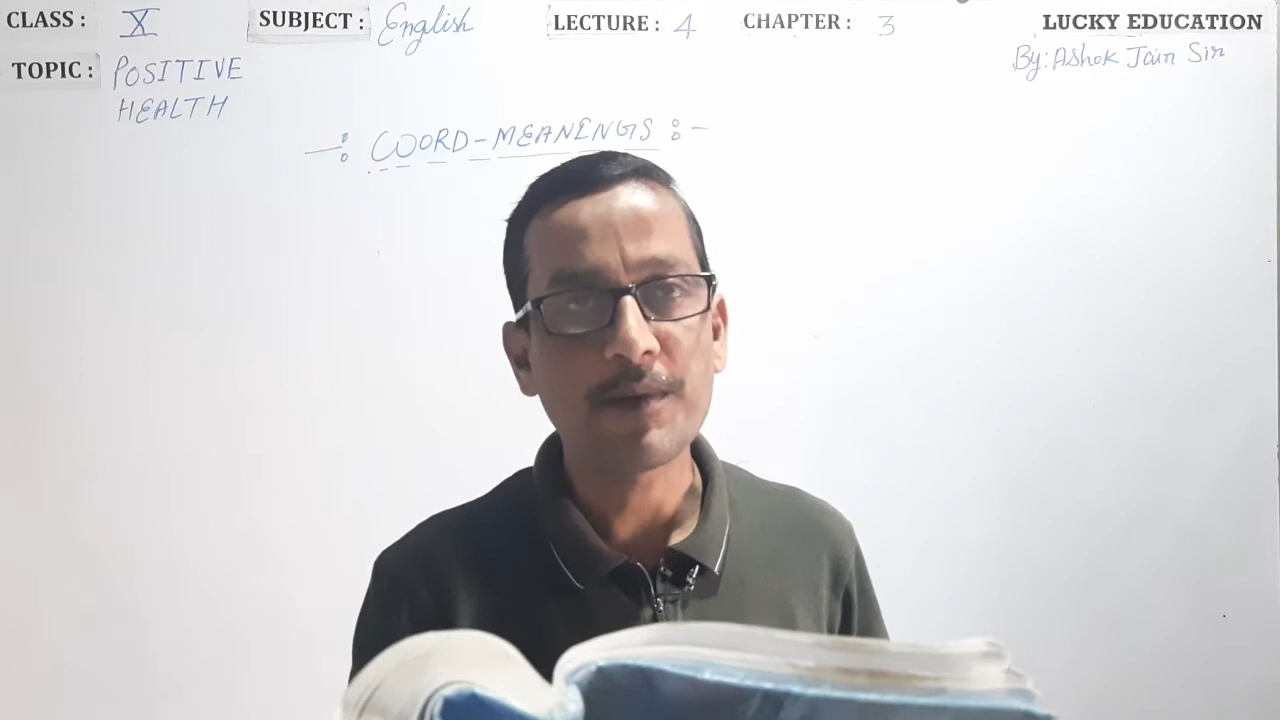 CLASS : X SUBJECT : English LECTURE : 4 CHAPTER : 3 LUCKY EDUCATION
TOPIC : POSITIVE By: Ashok Jain Sir
HEALTH
-: WORD-MEANINGS :-